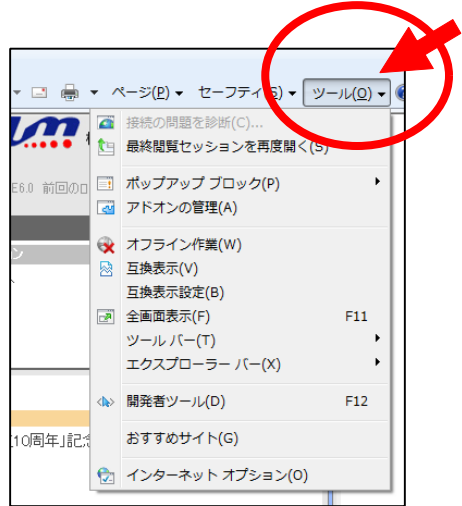 ページ(P) セーフティ(S) ツール(O)
接続の問題を診断(C)...
最終閲覧セッションを再度開く(S)
E6.0 前回のロ
ポップアップ ブロック(P)
アドオンの管理(A)
オフライン作業(W)
ン
互換表示(V)
互換表示設定(B)
全画面表示(F) F11
ツール バー(T)
エクスプローラー バー(X)
開発者ツール(D) F12
10周年」記念
おすすめサイト(G)
インターネット オプション(O)